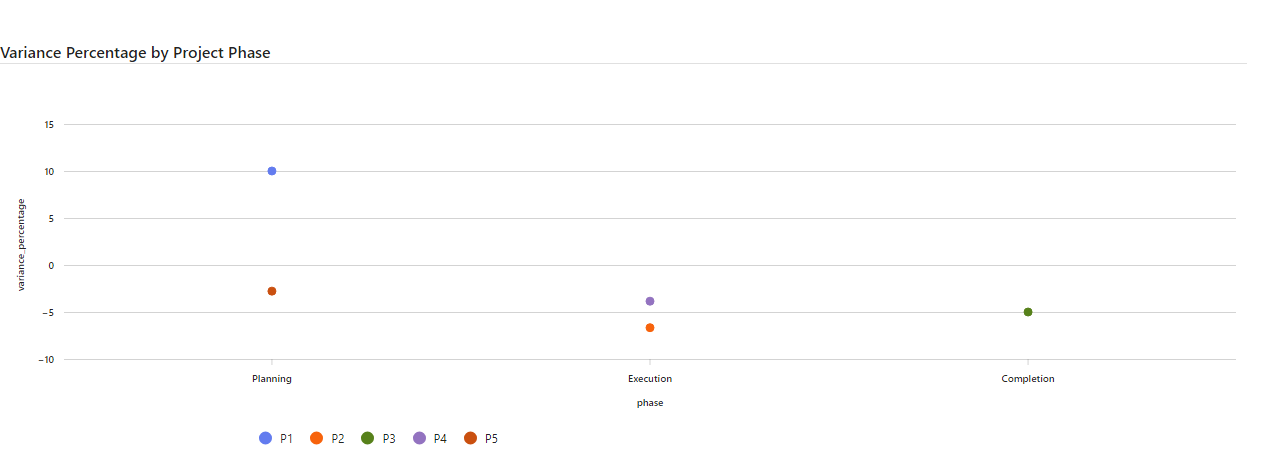 Variance Percentage by Project Phase
15
10
5
0
−5
−10
variance_percentage
Planning Execution Completion
phase
P1 P2 P3 P4 P5